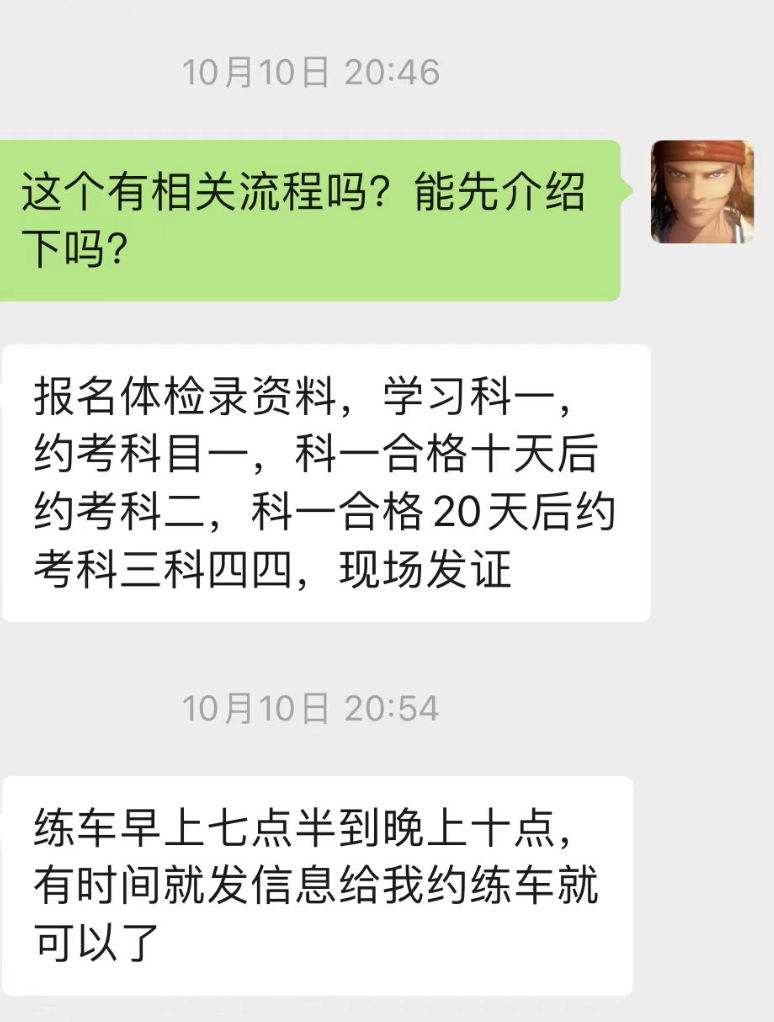 10月10日 20:46
这个有相关流程吗？能先介绍
下吗？
报名体检录资料，学习科一，
约考科目一，科一合格十天后
约考科二，科一合格20天后约
考科三科四四，现场发证
10月10日 20:54
练车早上七点半到晚上十点，
有时间就发信息给我约练车就
可以了